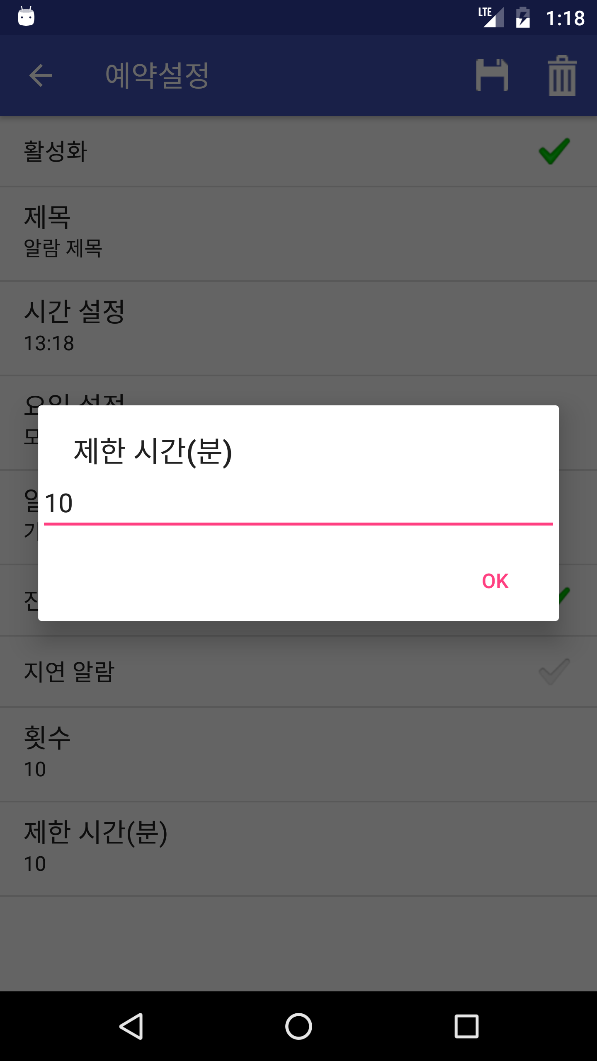 LTE 1:18
예약설정
활성화
제목
알람 제목
시간 설정
13:18
제한 시간(분)
10
OK
지연 알람
횟수
10
제한 시간(분)
10